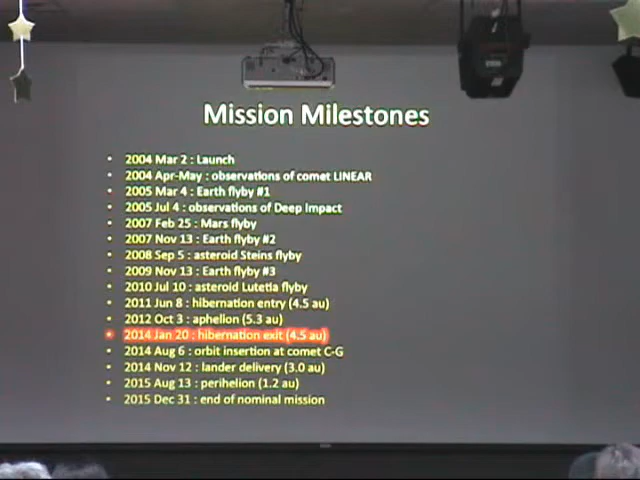 Mission Milestones
• 2004 Mar 2 : Launch
• 2004 Apr-May : observations of comet LINEAR
• 2005 Mar 4 : Earth flyby #1
• 2005 Jul 4 : observations of Deep Impact
• 2007 Feb 25 : Mars flyby
• 2007 Nov 13 : Earth flyby #2
• 2008 Sep 5 : asteroid Steins flyby
• 2009 Nov 13 : Earth flyby #3
• 2010 Jul 10 : asteroid Lutetia flyby
• 2011 Jun 8 : hibernation entry (4.5 au)
• 2012 Oct 3 : aphelion (5.3 au)
• 2014 Jan 20 : hibernation exit (4.5 au)
• 2014 Aug 6 : orbit insertion at comet C-G
• 2014 Nov 12 : lander delivery (3.0 au)
• 2015 Aug 13 : perihelion (1.2 au)
• 2015 Dec 31 : end of nominal mission